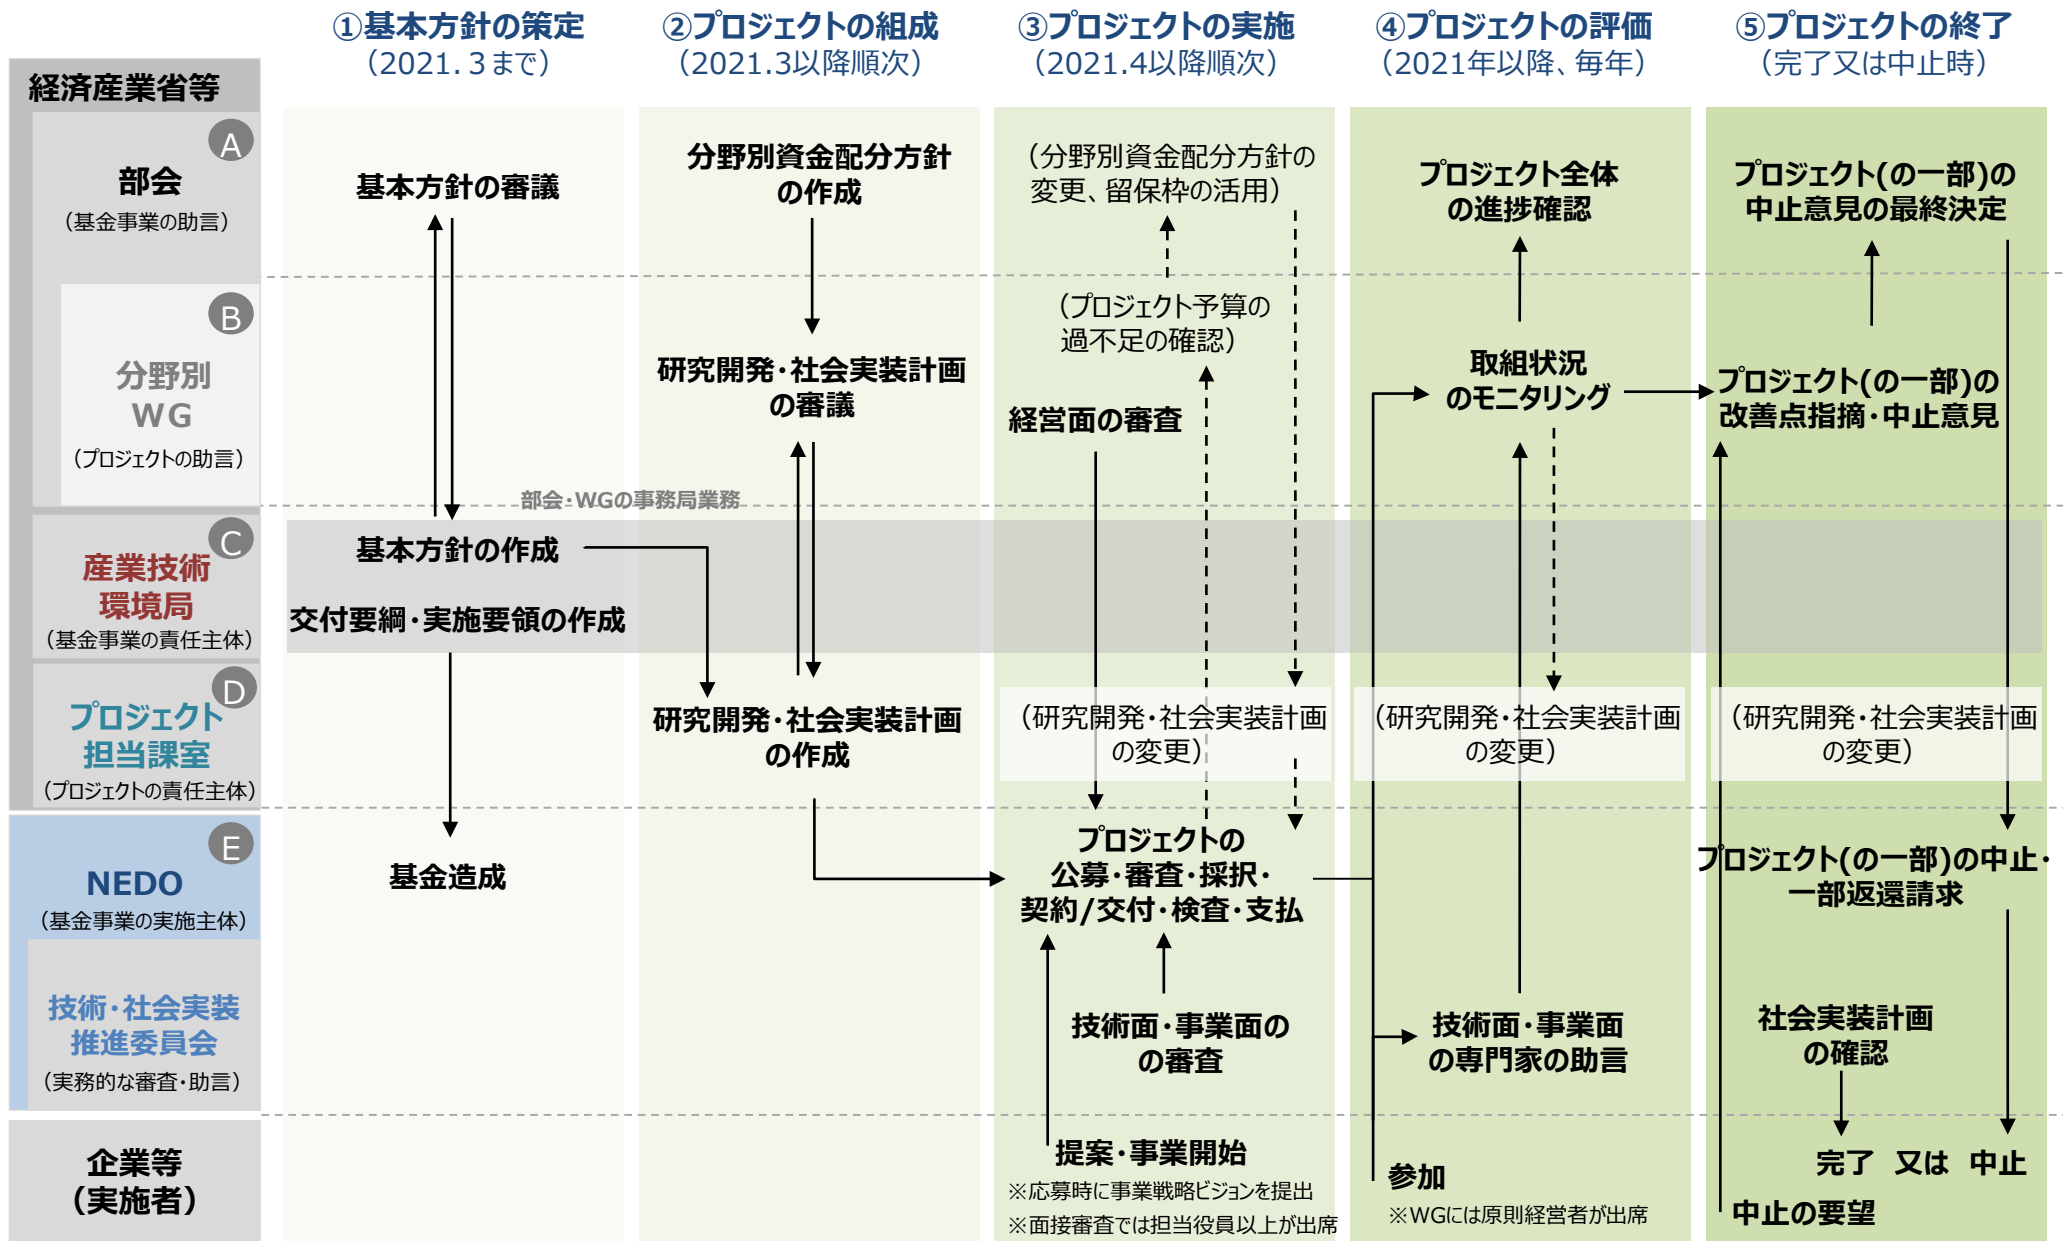 ①基本方針の策定
（2021.３まで）
②プロジェクトの組成
（2021.3以降順次）
③プロジェクトの実施
（2021.4以降順次）
④プロジェクトの評価
（2021年以降、毎年）
⑤プロジェクトの終了
（完了又は中止時）
経済産業省等
A
部会
（基金事業の助言）
基本方針の審議
分野別資金配分方針
の作成
（分野別資金配分方針の
変更、留保枠の活用）
プロジェクト全体
の進捗確認
プロジェクト(の一部)の
中止意見の最終決定
B
分野別
WG
（プロジェクトの助言）
研究開発・社会実装計画
の審議
（プロジェクト予算の
過不足の確認）
経営面の審査
取組状況
のモニタリング
プロジェクト(の一部)の
改善点指摘・中止意見
部会・WGの事務局業務
C
産業技術
環境局
（基金事業の責任主体）
基本方針の作成
交付要綱・実施要領の作成
D
プロジェクト
担当課室
（プロジェクトの責任主体）
研究開発・社会実装計画
の作成
（研究開発・社会実装計画
の変更）
（研究開発・社会実装計画
の変更）
（研究開発・社会実装計画
の変更）
E
NEDO
（基金事業の実施主体）
基金造成
プロジェクトの
公募・審査・採択・
契約/交付・検査・支払
プロジェクト(の一部)の中止・
一部返還請求
技術・社会実装
推進委員会
（実務的な審査・助言）
技術面・事業面の
の審査
技術面・事業面
の専門家の助言
社会実装計画
の確認
企業等
（実施者）
提案・事業開始
※応募時に事業戦略ビジョンを提出
※面接審査では担当役員以上が出席
参加
※WGには原則経営者が出席
完了 又は 中止
中止の要望